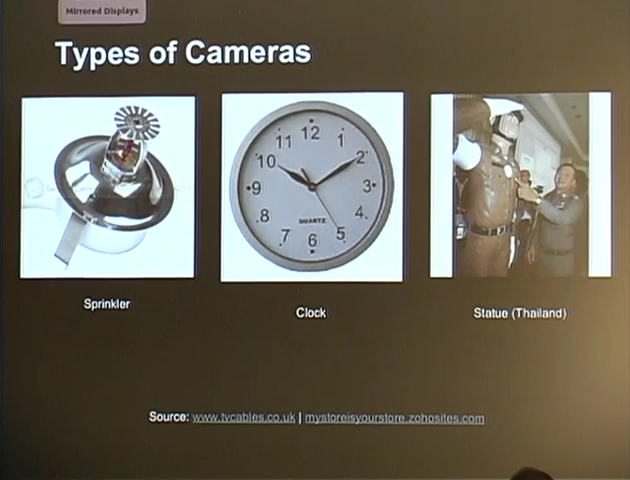 Mirrored Displays
Types of Cameras
12
11
1
10
2
9
3
8
4
QUARTZ
7
5
6
Sprinkler
Clock
Statue (Thailand)
Source: www.tvcables.co.uk | mystoreisyourstore.zohosites.com